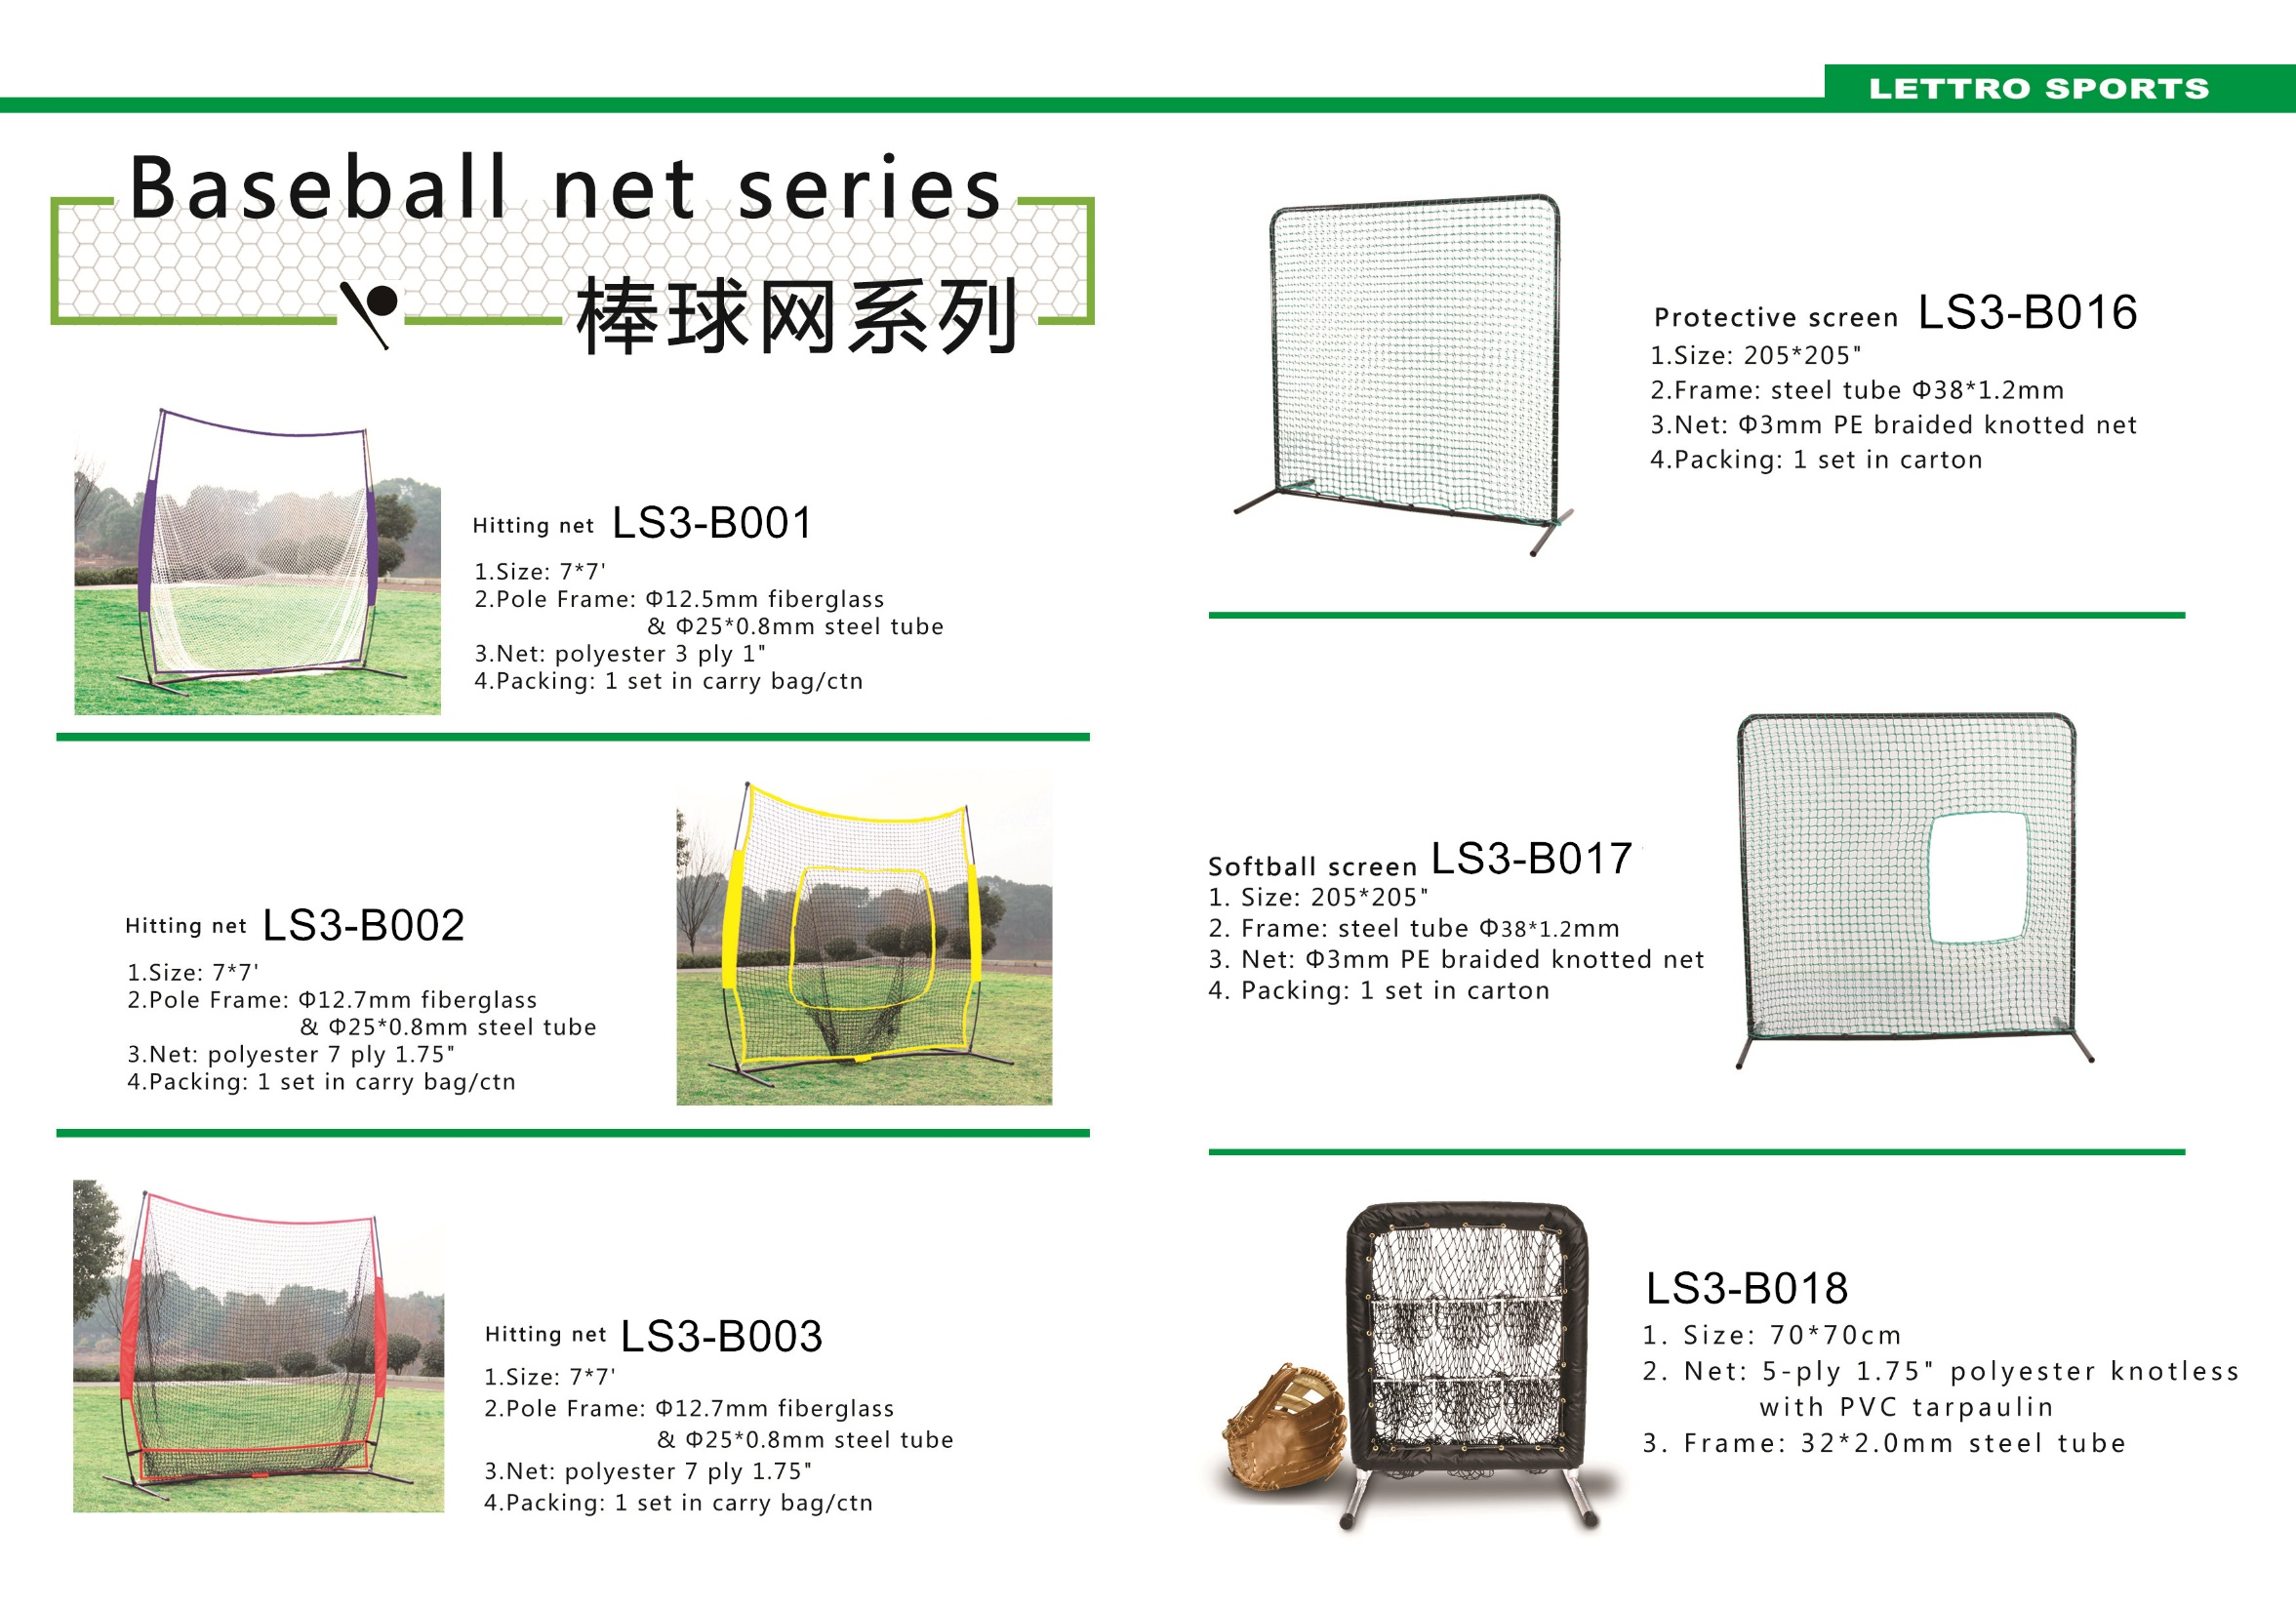 LETTRO SPORTS
Baseball net series
棒球网系列
Hitting net LS3-B001
1.Size: 7*7'
2.Pole Frame: Φ12.5mm fiberglass
& Φ25*0.8mm steel tube
3.Net: polyester 3 ply 1"
4.Packing: 1 set in carry bag/ctn
Hitting net LS3-B002
1.Size: 7*7'
2.Pole Frame: Φ12.7mm fiberglass
& Φ25*0.8mm steel tube
3.Net: polyester 7 ply 1.75"
4.Packing: 1 set in carry bag/ctn
Hitting net LS3-B003
1.Size: 7*7'
2.Pole Frame: Φ12.7mm fiberglass
& Φ25*0.8mm steel tube
3.Net: polyester 7 ply 1.75"
4.Packing: 1 set in carry bag/ctn
Protective screen LS3-B016
1.Size: 205*205"
2.Frame: steel tube Φ38*1.2mm
3.Net: Φ3mm PE braided knotted net
4.Packing: 1 set in carton
Softball screen LS3-B017
1. Size: 205*205"
2. Frame: steel tube Φ38*1.2mm
3. Net: Φ3mm PE braided knotted net
4. Packing: 1 set in carton
LS3-B018
1. Size: 70*70cm
2. Net: 5-ply 1.75" polyester knotless
with PVC tarpaulin
3. Frame: 32*2.0mm steel tube